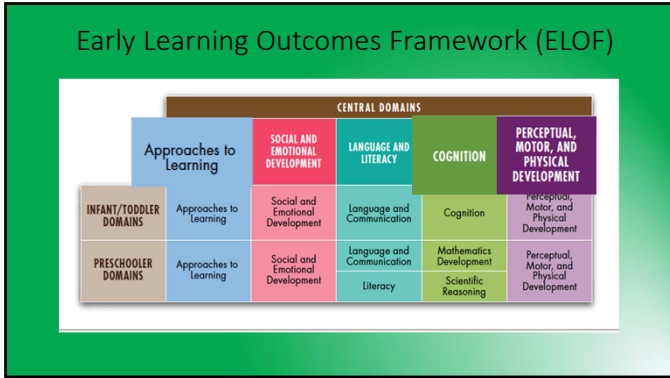 Early Learning Outcomes Framework (ELOF)
CENTRAL DOMAINS
Approaches to
Learning
SOCIAL AND
EMOTIONAL
DEVELOPMENT
LANGUAGE AND
LITERACY
COGNITION
PERCEPTUAL,
MOTOR, AND
PHYSICAL
DEVELOPMENT
INFANT/TODDLER
DOMAINS
Approaches to
Learning
Social and
Emotional
Development
Language and
Communication
Cognition
Perceptual,
Motor, and
Physical
Development
PRESCHOOLER
DOMAINS
Approaches to
Learning
Social and
Emotional
Development
Language and
Communication
Literacy
Mathematics
Development
Scientific
Reasoning
Perceptual,
Motor, and
Physical
Development